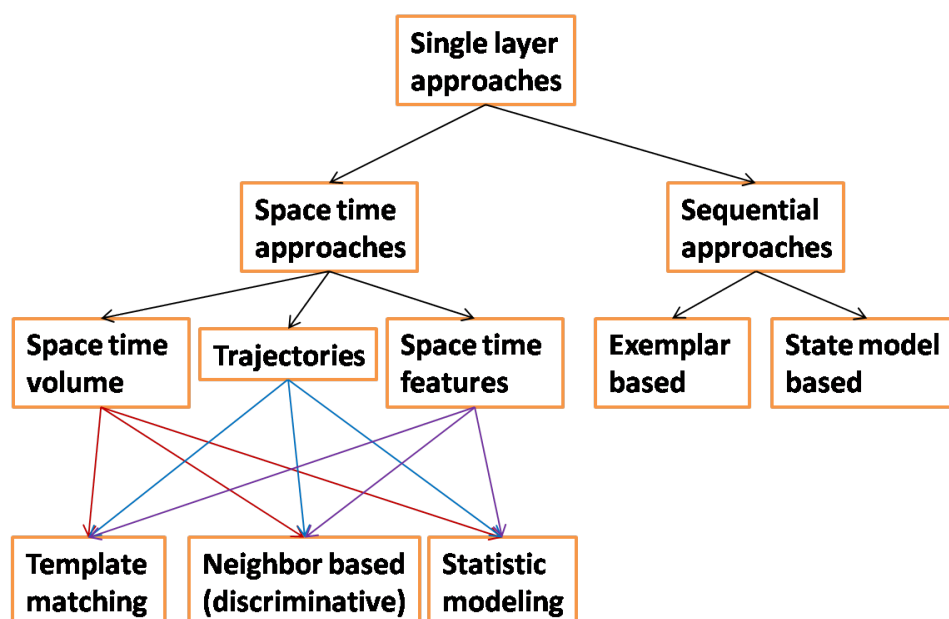 Single layer
approaches
Space time
approaches
Sequential
approaches
Space time
volume
Trajectories
Space time
features
Exemplar
based
State model
based
Template
matching
Neighbor based
(discriminative)
Statistic
modeling